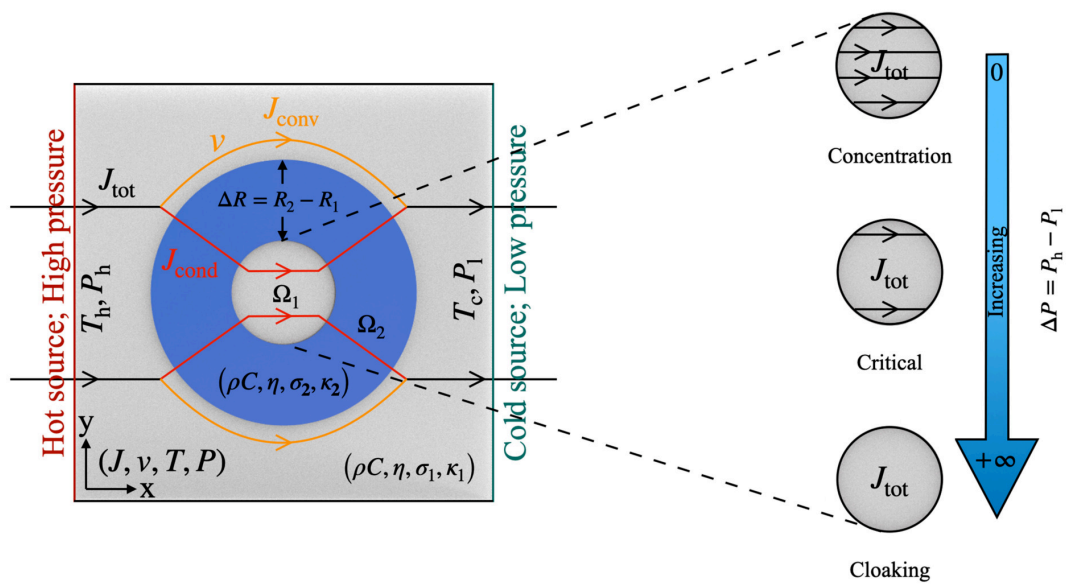 Hot source; High pressure
T_h, P_h
J_tot
J_conv
v
ΔR = R_2 − R_1
J_cond
Ω_1
Ω_2
(ρC, η, σ_2, κ_2)
y
x
(J, v, T, P)
(ρC, η, σ_1, κ_1)
T_c, P_l
Cold source; Low pressure
J_tot
Concentration
J_tot
Critical
J_tot
Cloaking
0
Increasing
+∞
ΔP = P_h − P_l